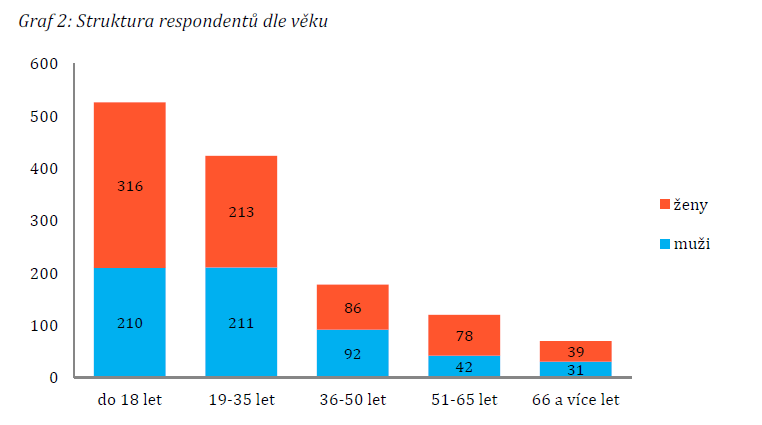 Graf 2: Struktura respondentů dle věku
600
500
400
300
200
100
0
316
213
86
78
39
210
211
92
42
31
do 18 let
19-35 let
36-50 let
51-65 let
66 a více let
ženy
muži